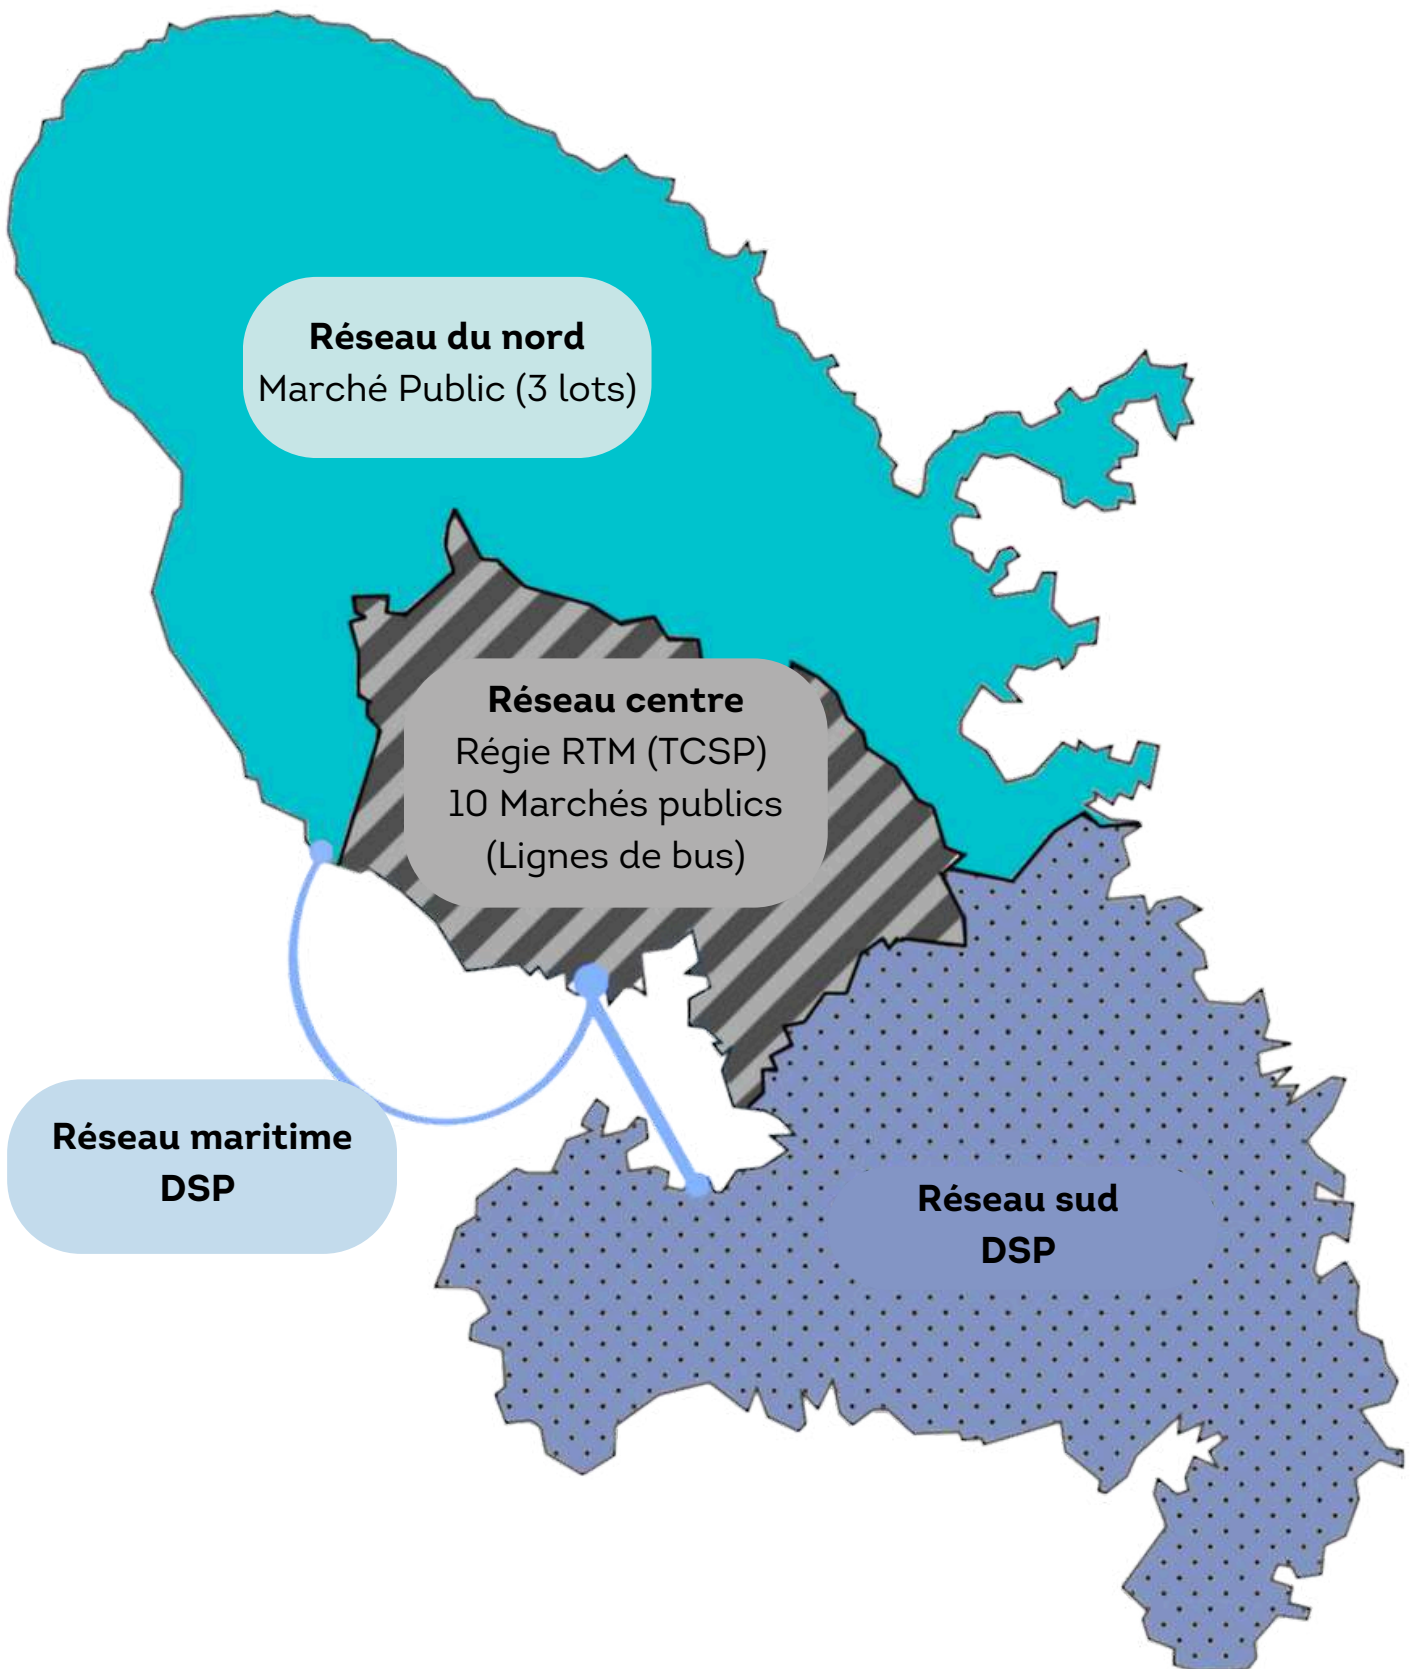 Réseau du nord
Marché Public (3 lots)
Réseau centre
Régie RTM (TCSP)
10 Marchés publics
(Lignes de bus)
Réseau maritime
DSP
Réseau sud
DSP